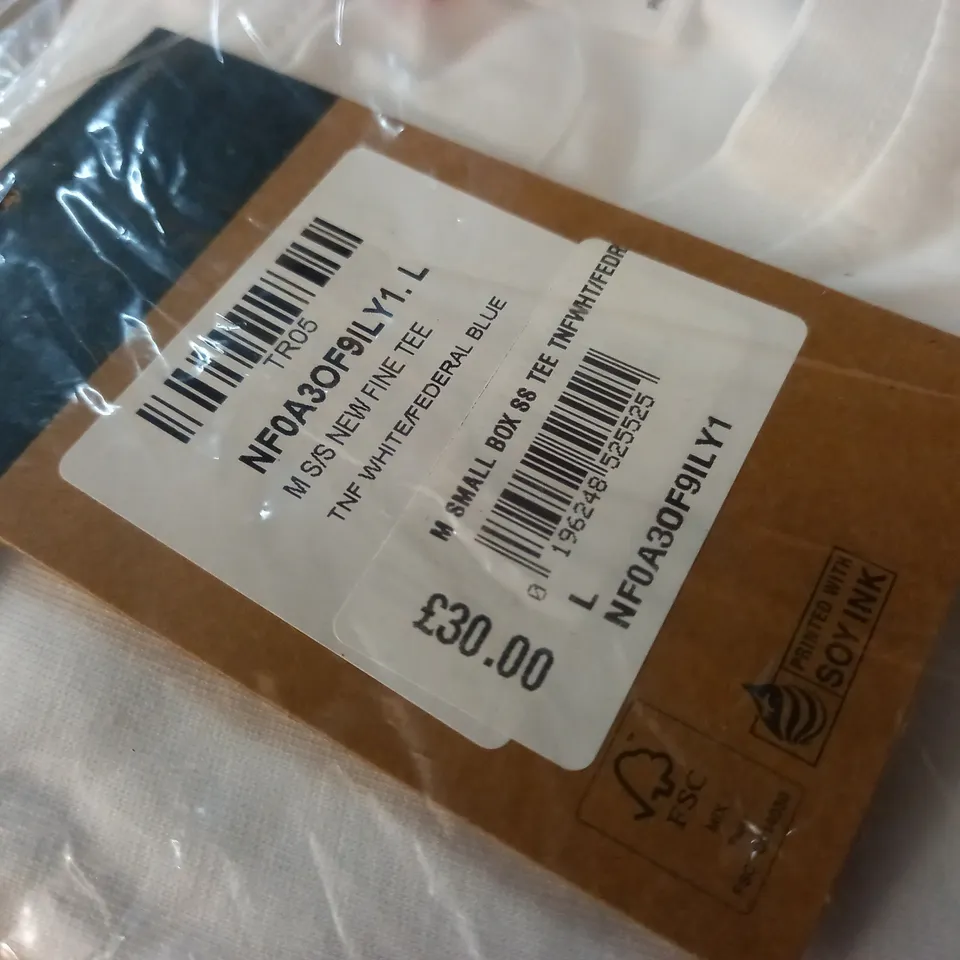 TR05
NF0A3OF9ILY1. L
M S/S NEW FINE TEE
TNF WHITE/FEDERAL BLUE
M SMALL BOX SS TEE TNFWHT/FEDR
0 196248 525525
L
NF0A3OF9ILY1
£30.00
PRINTED WITH
SOY INK
FSC
MIX